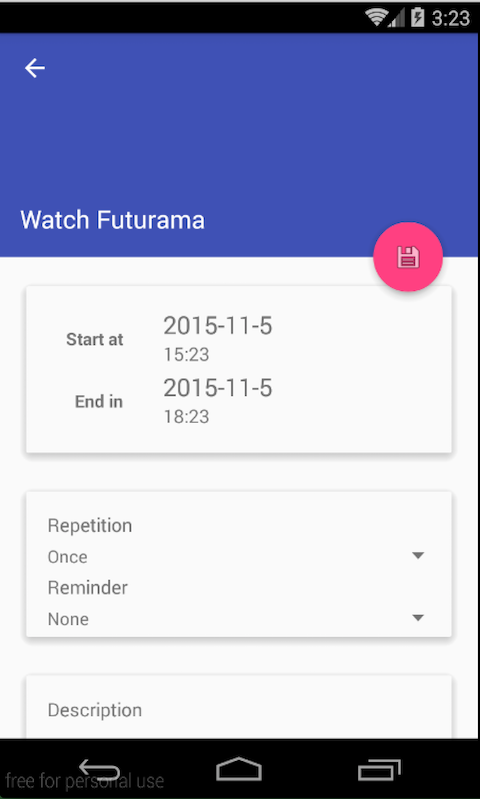 3:23
Watch Futurama
Start at
2015-11-5
15:23
End in
2015-11-5
18:23
Repetition
Once
Reminder
None
Description
free for personal use